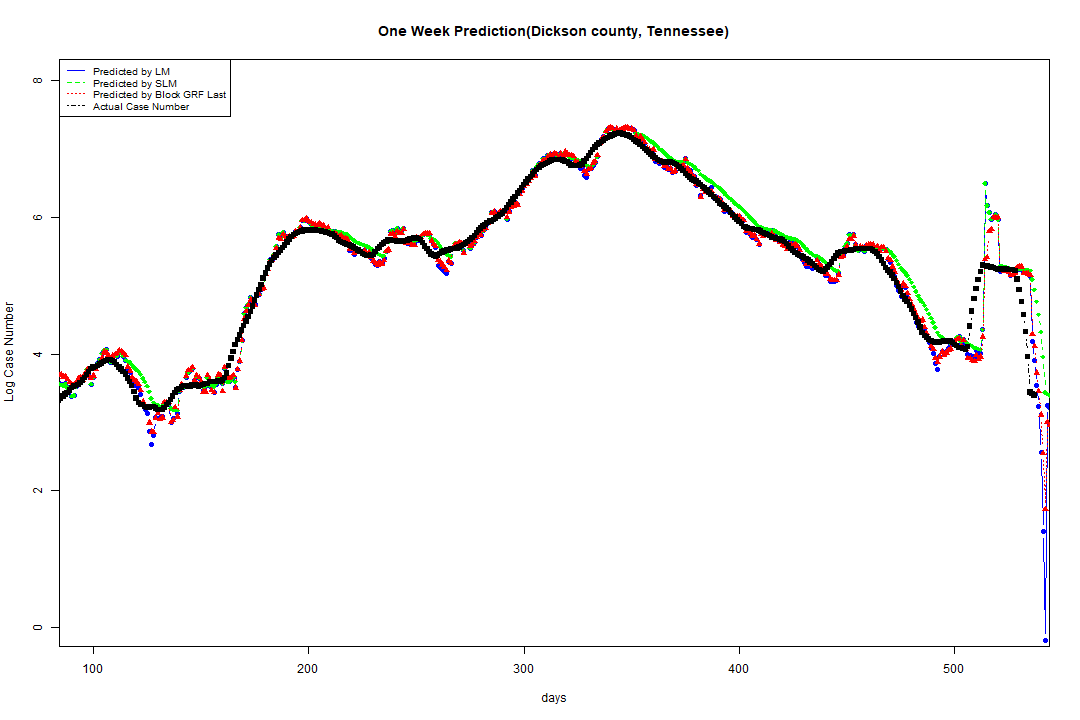 One Week Prediction(Dickson county, Tennessee)
Predicted by LM
Predicted by SLM
Predicted by Block GRF Last
Actual Case Number
8
6
4
2
0
Log Case Number
100 200 300 400 500
days